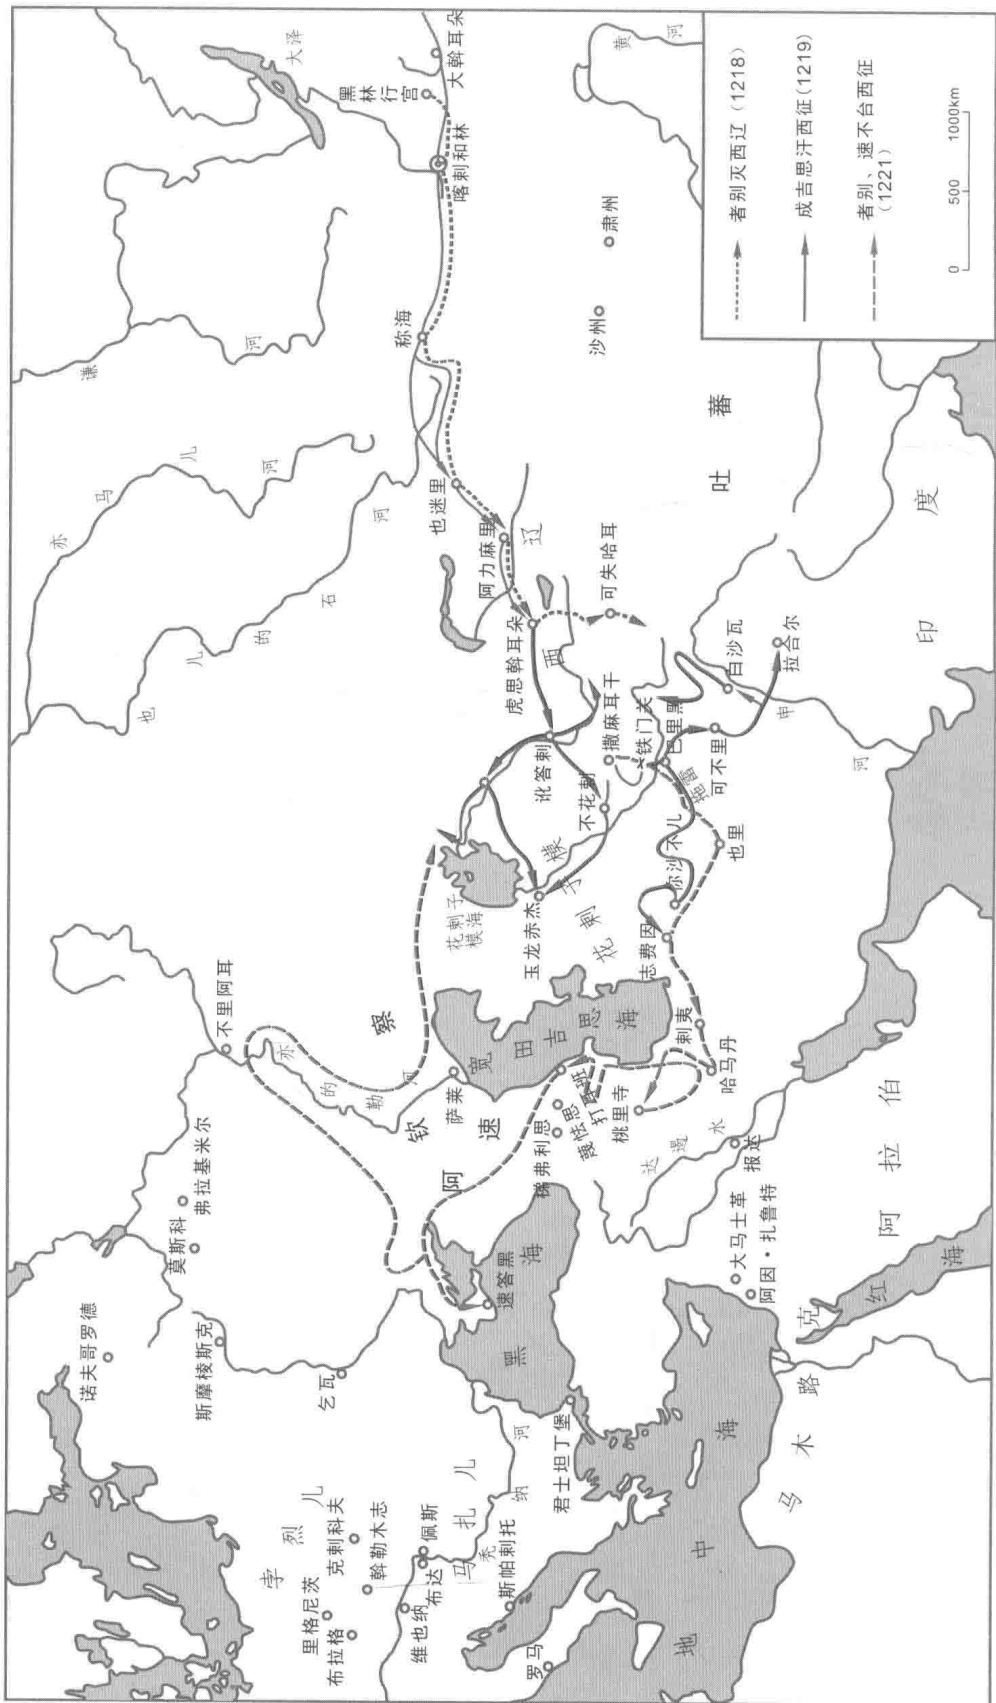 者别灭西辽(1218)
成吉思汗西征(1219)
者别、速不台西征
(1221)
0 500 1000km
诺夫哥罗德
莫斯科
弗拉基米尔
不里阿耳
斯摩棱斯克
乞瓦
孛烈儿
里格尼茨
克剌科夫
布拉格
斡勒木志
维也纳
布达
佩斯
马扎儿
秃纳河
斯帕剌托
罗马
君士坦丁堡
地中海
黑海
速答黑
阿速
钦察
亦的勒河
萨莱
宽田吉思海
梯弗利思
蔑怯思
打耳班
桃里寺
剌夷
哈马丹
达遏水
报达
大马士革
阿因·扎鲁特
马木路克
红海
阿拉伯
也儿的石河
亦马儿河
谦河
大泽
黑林行宫
大斡耳朵
喀剌和林
称海
也迷里
阿力麻里
虎思斡耳朵
西辽
可失哈耳
讹答剌
撒麻耳干
铁门关
不花剌
花剌子
模海
玉龙赤杰
花剌子模
巴里黑
拖雷
可不里
白沙瓦
拉合尔
申河
你沙不儿
也里
志费因
沙州
肃州
黄河
吐蕃
印度